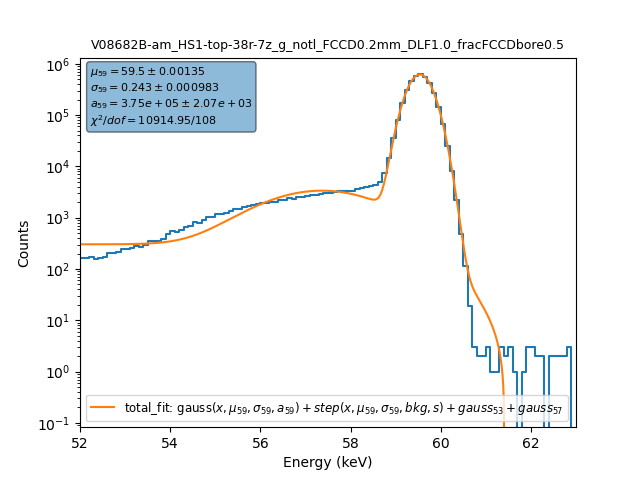 V08682B-am_HS1-top-38r-7z_g_notl_FCCD0.2mm_DLF1.0_fracFCCDbore0.5
μ₅₉ = 59.5 ± 0.00135
σ₅₉ = 0.243 ± 0.000983
a₅₉ = 3.75e + 05 ± 2.07e + 03
χ²/dof = 10914.95/108
10⁶
10⁵
10⁴
10³
10²
10¹
10⁰
10⁻¹
Counts
total_fit: gauss(x, μ₅₉, σ₅₉, a₅₉) + step(x, μ₅₉, σ₅₉, bkg, s) + gauss₅₃ + gauss₅₇
52 54 56 58 60 62
Energy (keV)